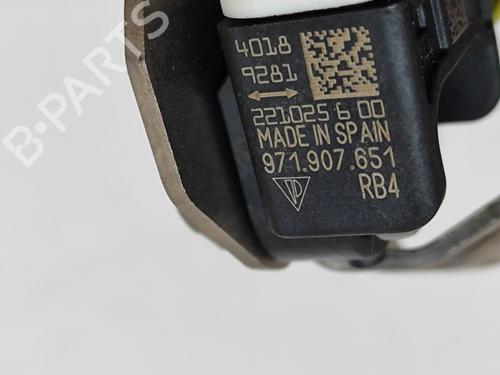 B-PARTS
4018
9281
221025 6 00
MADE IN SPAIN
971.907.651
RB4